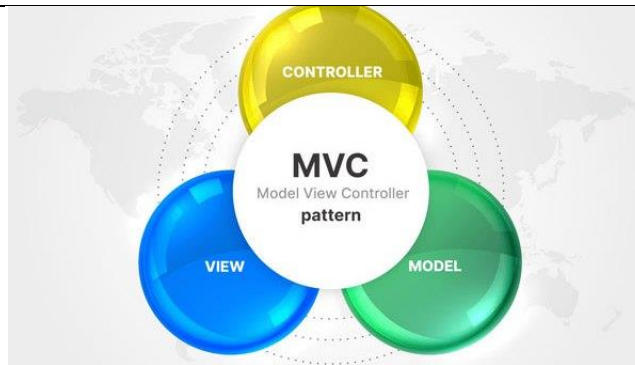 CONTROLLER
MVC
Model View Controller
pattern
VIEW
MODEL